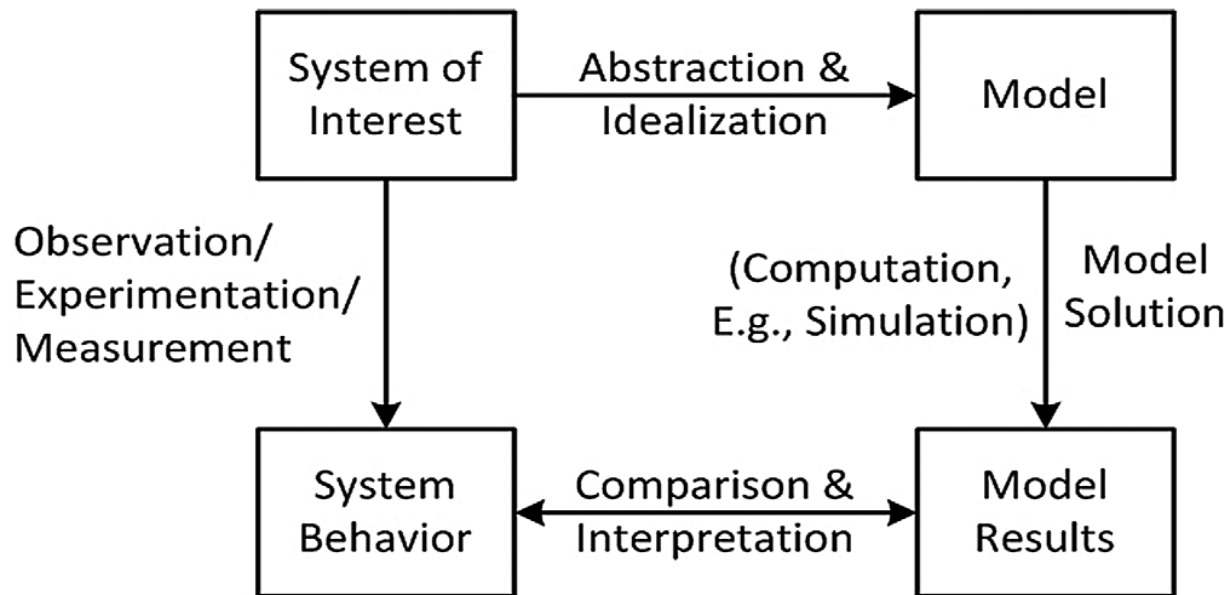 System of
Interest
Abstraction &
Idealization
Model
Observation/
Experimentation/
Measurement
(Computation,
E.g., Simulation)
Model
Solution
System
Behavior
Comparison &
Interpretation
Model
Results